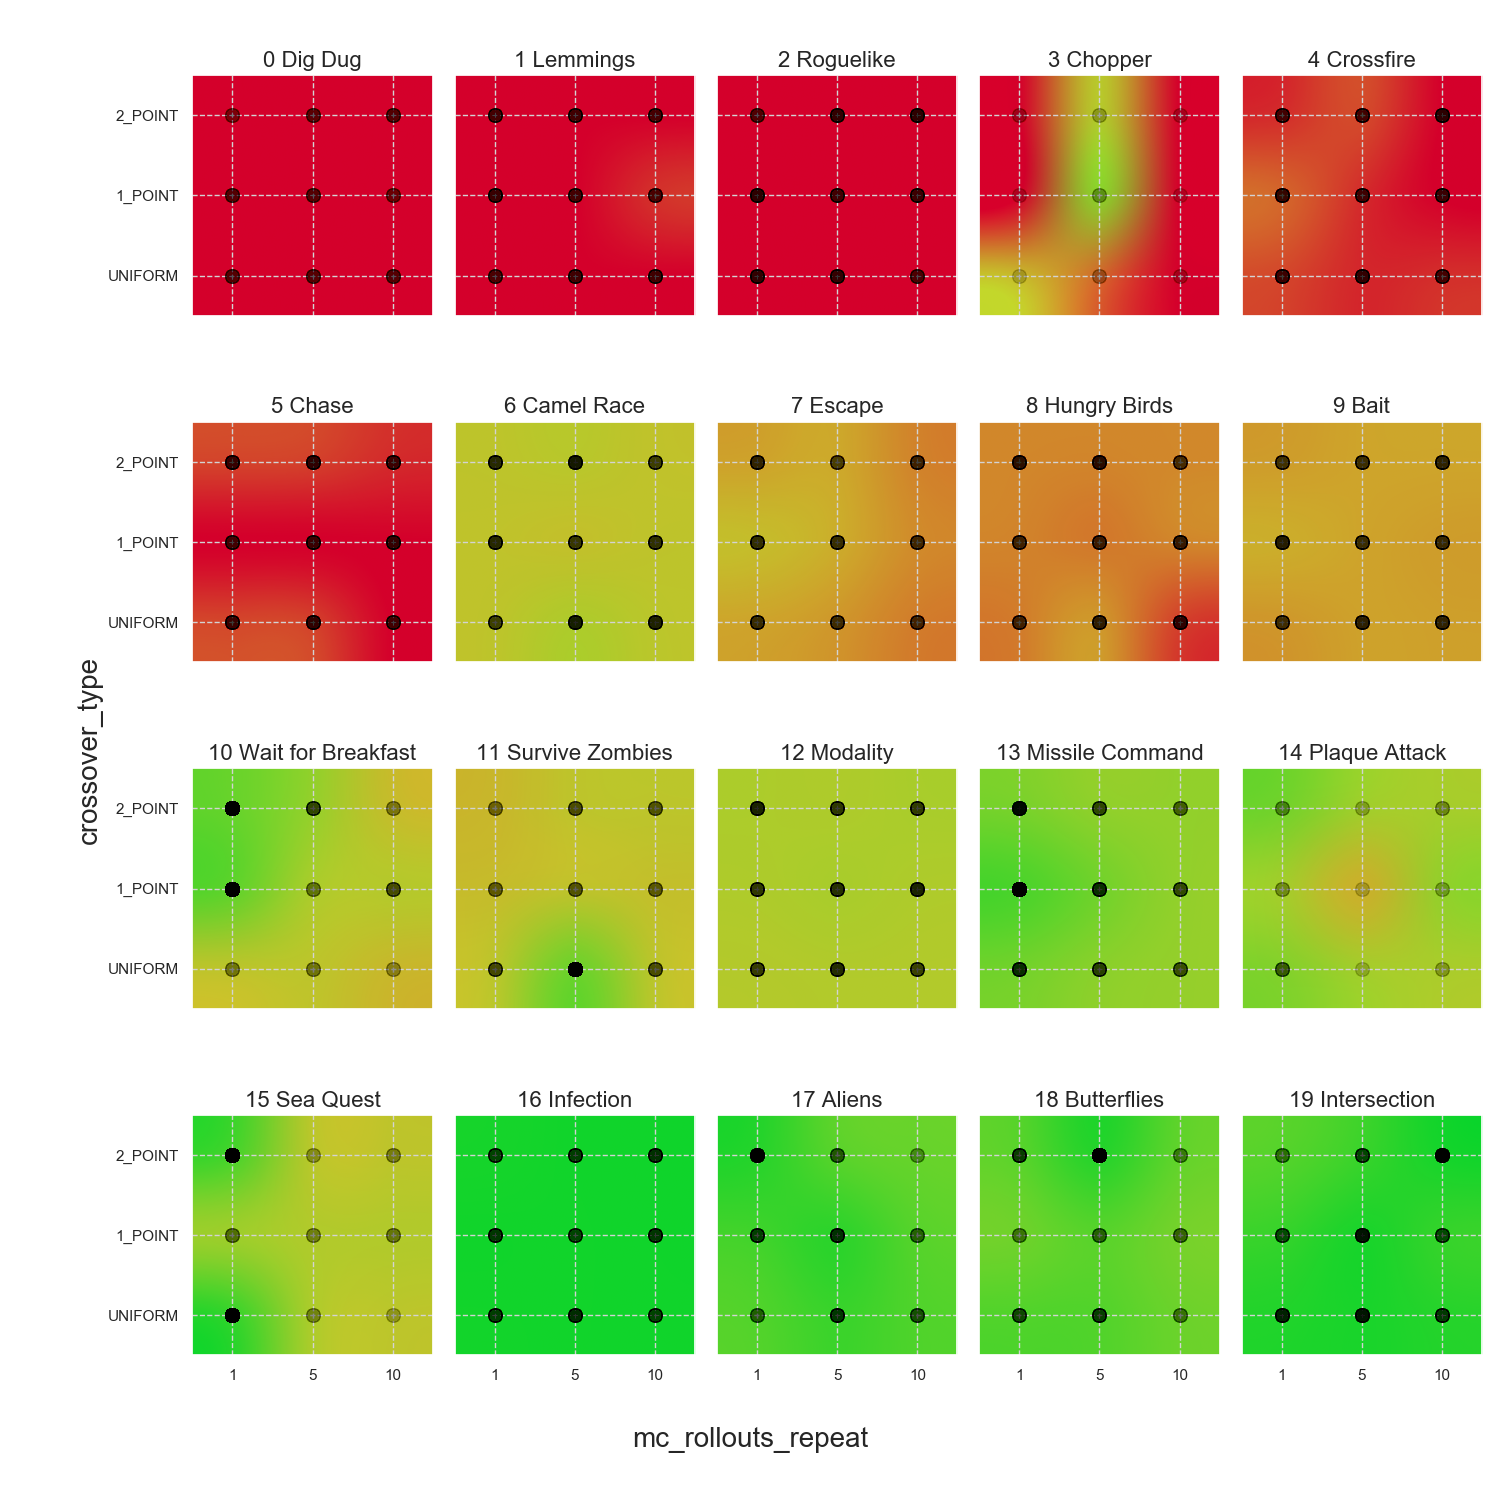 0 Dig Dug
1 Lemmings
2 Roguelike
3 Chopper
4 Crossfire
2_POINT
1_POINT
UNIFORM
5 Chase
6 Camel Race
7 Escape
8 Hungry Birds
9 Bait
2_POINT
1_POINT
UNIFORM
crossover_type
10 Wait for Breakfast
11 Survive Zombies
12 Modality
13 Missile Command
14 Plaque Attack
2_POINT
1_POINT
UNIFORM
15 Sea Quest
16 Infection
17 Aliens
18 Butterflies
19 Intersection
2_POINT
1_POINT
UNIFORM
1 5 10
1 5 10
1 5 10
1 5 10
1 5 10
mc_rollouts_repeat